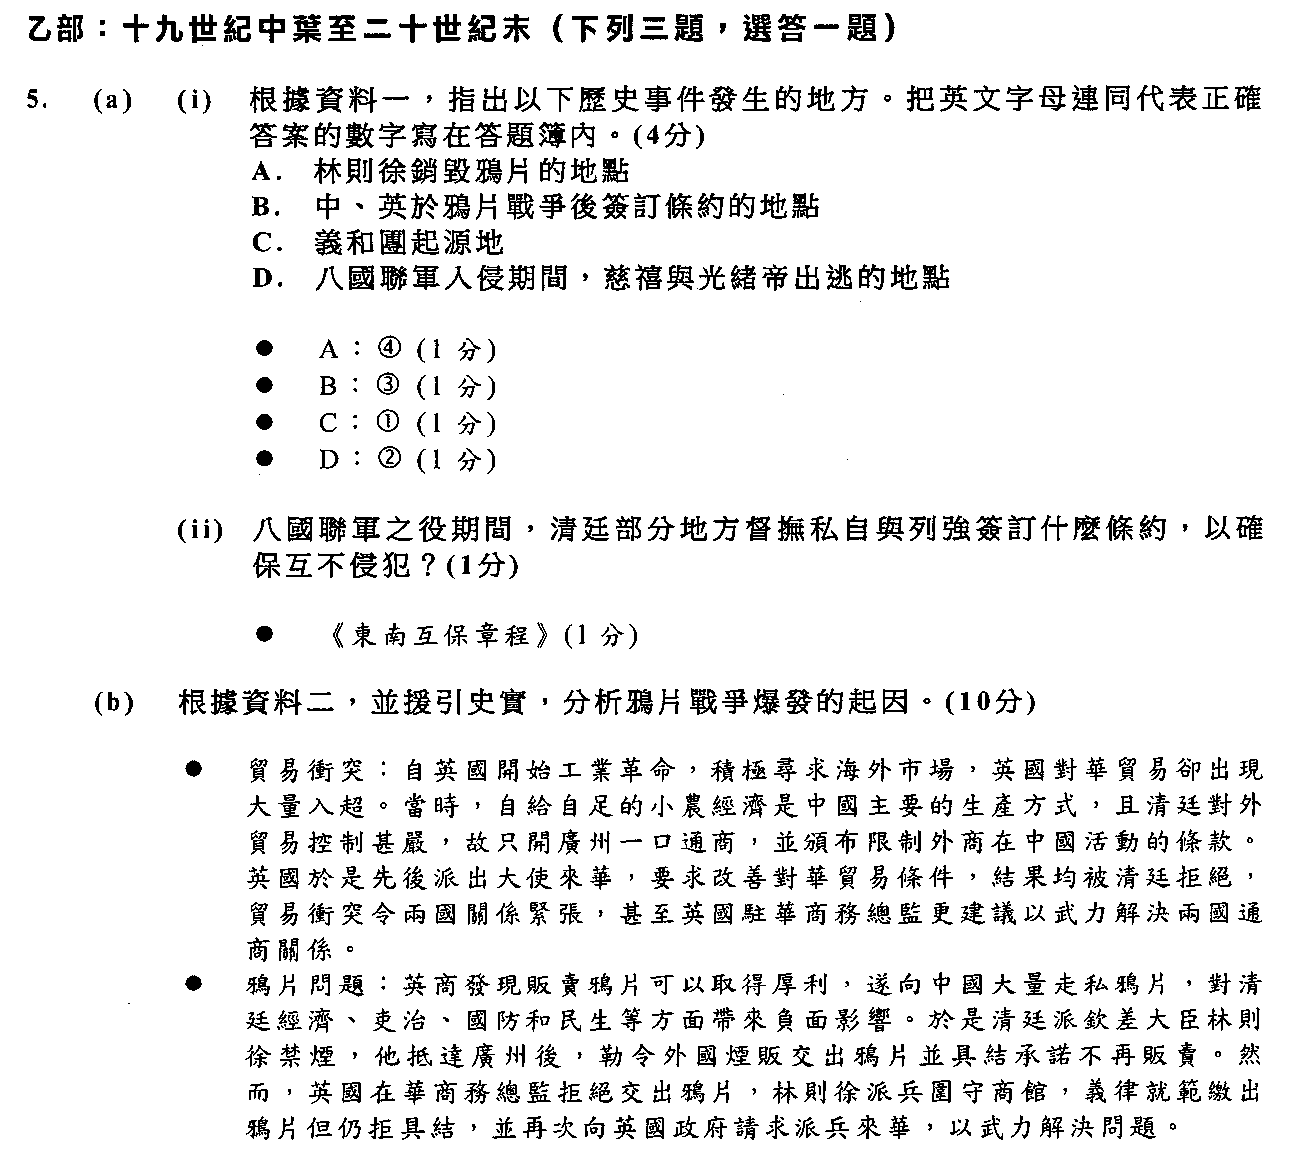 乙部：十九世紀中葉至二十世紀末（下列三題，選答一題）
5. (a) (i) 根據資料一，指出以下歷史事件發生的地方。把英文字母連同代表正確
答案的數字寫在答題簿內。(4分)
A. 林則徐銷毀鴉片的地點
B. 中、英於鴉片戰爭後簽訂條約的地點
C. 義和團起源地
D. 八國聯軍入侵期間，慈禧與光緒帝出逃的地點
● A：④ (1 分)
● B：③ (1 分)
● C：① (1 分)
● D：② (1 分)
(ii) 八國聯軍之役期間，清廷部分地方督撫私自與列強簽訂什麼條約，以確
保互不侵犯？(1分)
● 《東南互保章程》(1 分)
(b) 根據資料二，並援引史實，分析鴉片戰爭爆發的起因。(10分)
● 貿易衝突：自英國開始工業革命，積極尋求海外市場，英國對華貿易卻出現
大量入超。當時，自給自足的小農經濟是中國主要的生產方式，且清廷對外
貿易控制甚嚴，故只開廣州一口通商，並頒布限制外商在中國活動的條款。
英國於是先後派出大使來華，要求改善對華貿易條件，結果均被清廷拒絕，
貿易衝突令兩國關係緊張，甚至英國駐華商務總監更建議以武力解決兩國通
商關係。
● 鴉片問題：英商發現販賣鴉片可以取得厚利，遂向中國大量走私鴉片，對清
廷經濟、吏治、國防和民生等方面帶來負面影響。於是清廷派欽差大臣林則
徐禁煙，他抵達廣州後，勒令外國煙販交出鴉片並具結承諾不再販賣。然
而，英國在華商務總監拒絕交出鴉片，林則徐派兵圍守商館，義律就範繳出
鴉片但仍拒具結，並再次向英國政府請求派兵來華，以武力解決問題。